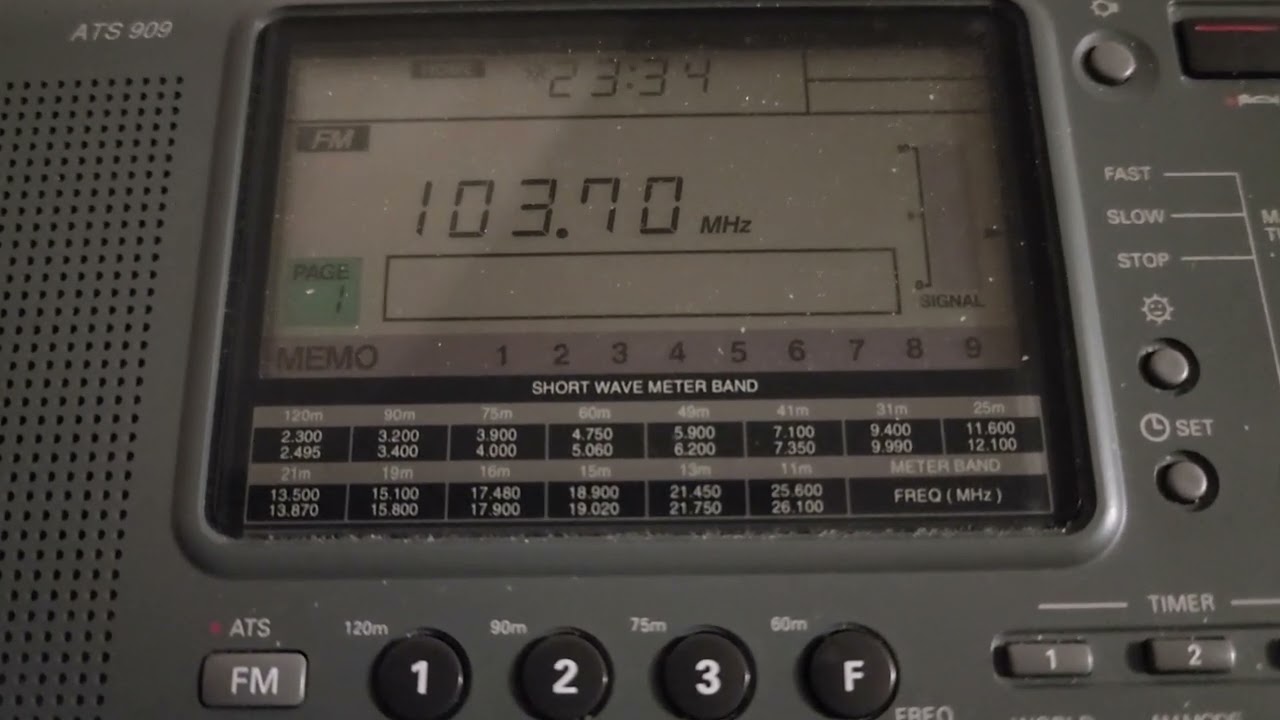 ATS 909
HOME 23:34
FM
103.70 MHz
PAGE
1
SIGNAL
MEMO 1 2 3 4 5 6 7 8 9
SHORT WAVE METER BAND
120m 90m 75m 60m 49m 41m 31m 25m
2.300 3.200 3.900 4.750 5.900 7.100 9.400 11.600
2.495 3.400 4.000 5.060 6.200 7.350 9.990 12.100
21m 19m 16m 15m 13m 11m METER BAND
13.500 15.100 17.480 18.900 21.450 25.600 FREQ ( MHz )
13.870 15.800 17.900 19.020 21.750 26.100
FAST
SLOW
STOP
SET
TIMER
1 2
ATS 120m 90m 75m 60m
FM 1 2 3 F
FREQ